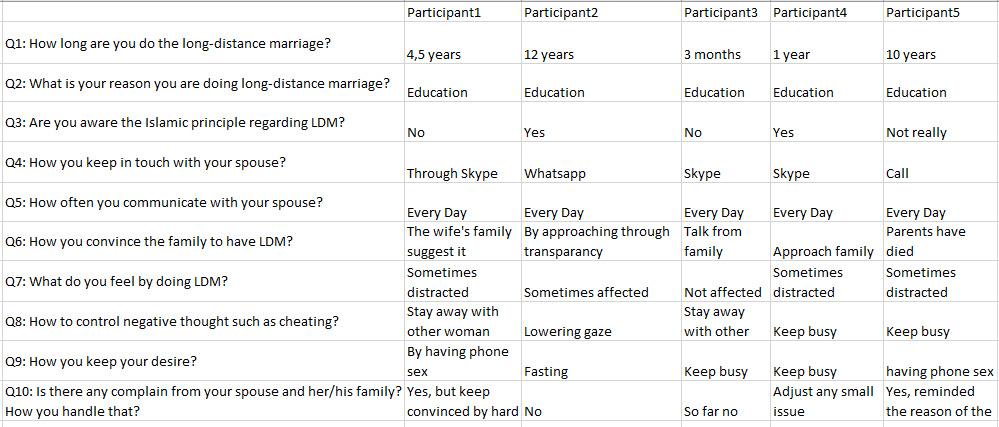 Participant1 Participant2 Participant3 Participant4 Participant5
Q1: How long are you do the long-distance marriage? 4,5 years 12 years 3 months 1 year 10 years
Q2: What is your reason you are doing long-distance marriage? Education Education Education Education Education
Q3: Are you aware the Islamic principle regarding LDM? No Yes No Yes Not really
Q4: How you keep in touch with your spouse? Through Skype Whatsapp Skype Skype Call
Q5: How often you communicate with your spouse? Every Day Every Day Every Day Every Day Every Day
Q6: How you convince the family to have LDM? The wife's family By approaching through Talk from Parents have
suggest it transparancy family Approach family died
Q7: What do you feel by doing LDM? Sometimes Sometimes Sometimes
distracted Sometimes affected Not affected distracted distracted
Q8: How to control negative thought such as cheating? Stay away with Stay away
other woman Lowering gaze with other Keep busy Keep busy
Q9: How you keep your desire? By having phone
sex Fasting Keep busy Keep busy having phone sex
Q10: Is there any complain from your spouse and her/his family? Yes, but keep Adjust any small Yes, reminded
How you handle that? convinced by hard No So far no issue the reason of the